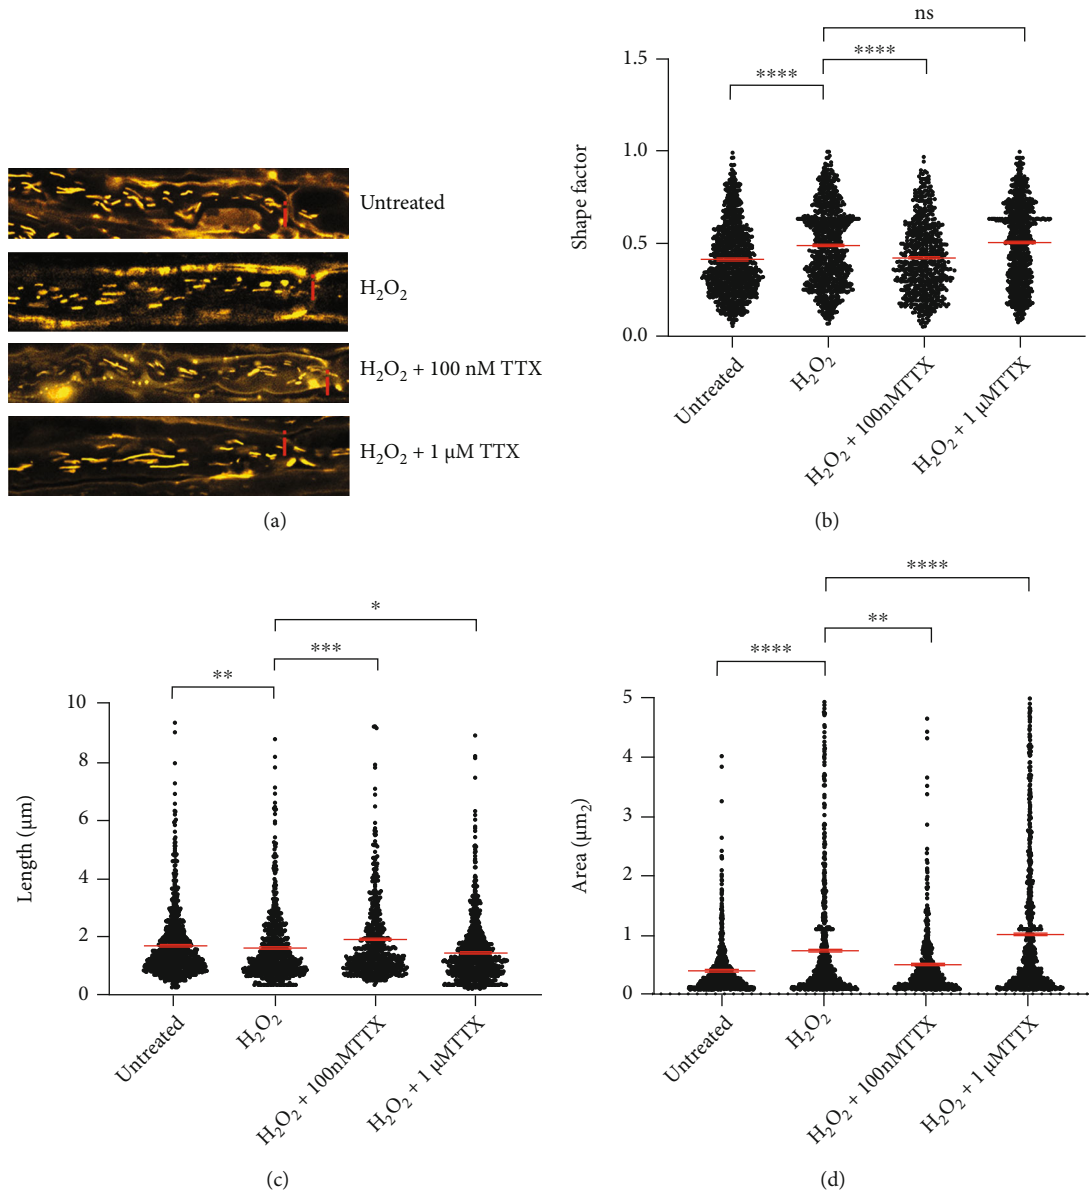 Untreated
H₂O₂
H₂O₂ + 100 nM TTX
H₂O₂ + 1 µM TTX
(a)
ns
****
****
1.5
1.0
0.5
0.0
Shape factor
Untreated
H₂O₂
H₂O₂ + 100nMTTX
H₂O₂ + 1 µMTTX
(b)
*
***
**
10
8
6
4
2
0
Length (µm)
Untreated
H₂O₂
H₂O₂ + 100nMTTX
H₂O₂ + 1 µMTTX
(c)
****
**
****
5
4
3
2
1
0
Area (µm₂)
Untreated
H₂O₂
H₂O₂ + 100nMTTX
H₂O₂ + 1 µMTTX
(d)